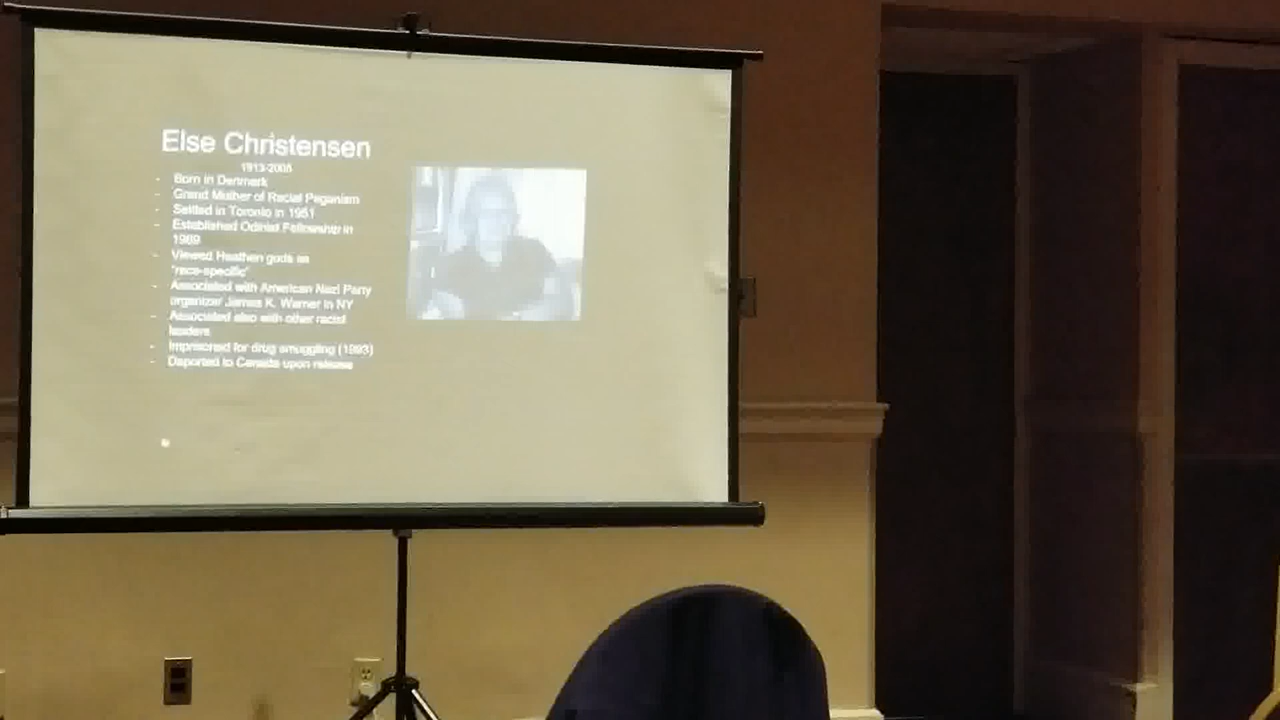 Else Christensen
1913-2005
- Born in Denmark
- Grand Mother of Racial Paganism
- Settled in Toronto in 1951
- Established Odinist Fellowship in
1969
- Viewed Heathen gods as
"race-specific"
- Associated with American Nazi Party
organizer James K. Warner in NY
- Associated also with other racist
leaders
- Imprisoned for drug smuggling (1993)
- Deported to Canada upon release